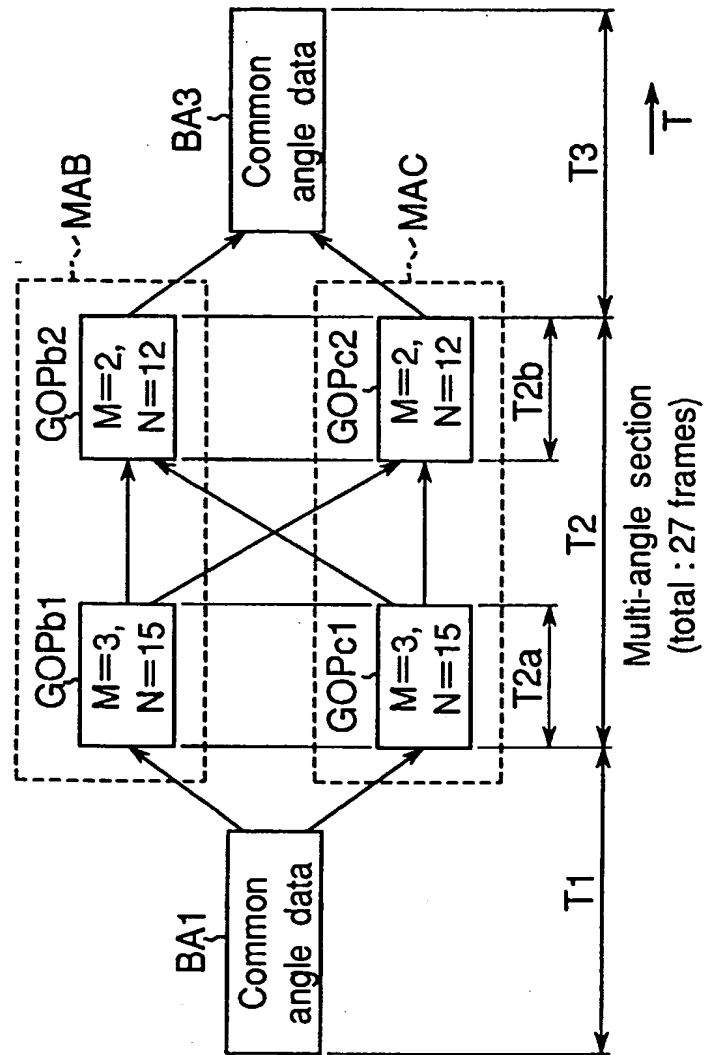 MAB
GOPb1
GOPb2
M=3,
N=15
M=2,
N=12
BA1
Common
angle data
BA3
Common
angle data
MAC
GOPc1
GOPc2
M=3,
N=15
M=2,
N=12
T2a
T2b
T1
T2
T3
Multi-angle section
(total : 27 frames)
T